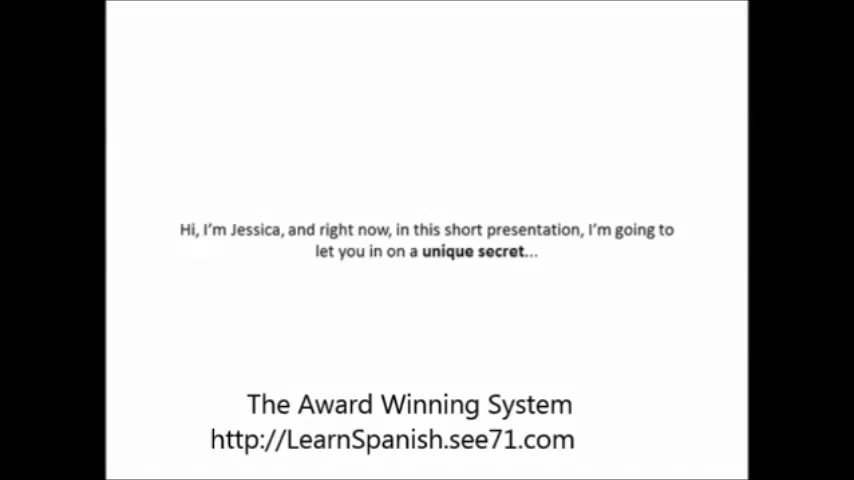 Hi, I'm Jessica, and right now, in this short presentation, I'm going to
let you in on a unique secret...
The Award Winning System
http://LearnSpanish.see71.com